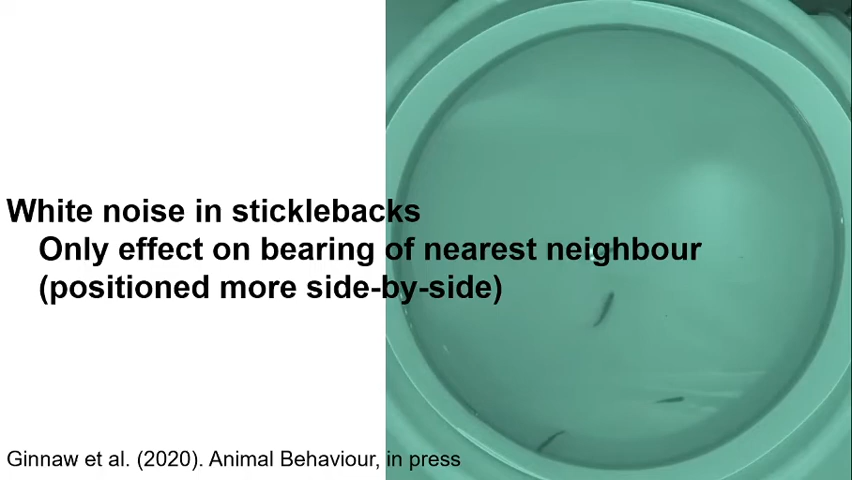 White noise in sticklebacks
Only effect on bearing of nearest neighbour
(positioned more side-by-side)
Ginnaw et al. (2020). Animal Behaviour, in press